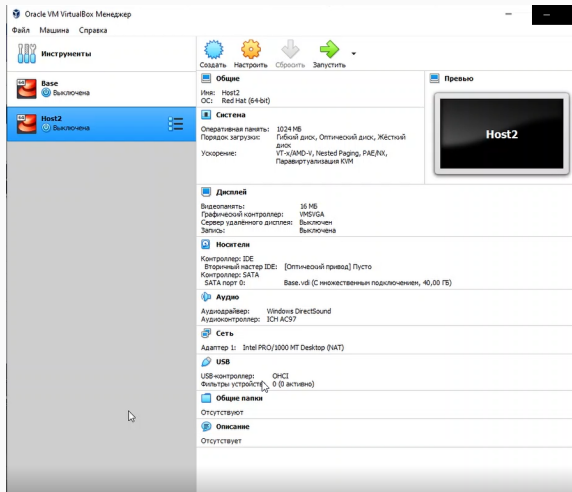 Oracle VM VirtualBox Менеджер
Файл Машина Справка
Инструменты
Создать Настроить Сбросить Запустить
Base
Выключена
Host2
Выключена
Общие
Имя: Host2
ОС: Red Hat (64-bit)
Превью
Host2
Система
Оперативная память: 1024 МБ
Порядок загрузки: Гибкий диск, Оптический диск, Жёсткий
диск
Ускорение: VT-x/AMD-V, Nested Paging, PAE/NX,
Паравиртуализация KVM
Дисплей
Видеопамять: 16 МБ
Графический контроллер: VMSVGA
Сервер удалённого дисплея: Выключен
Запись: Выключена
Носители
Контроллер: IDE
Вторичный мастер IDE: [Оптический привод] Пусто
Контроллер: SATA
SATA порт 0: Base.vdi (С множественным подключением, 40,00 ГБ)
Аудио
Аудиодрайвер: Windows DirectSound
Аудиоконтроллер: ICH AC97
Сеть
Адаптер 1: Intel PRO/1000 MT Desktop (NAT)
USB
USB-контроллер: OHCI
Фильтры устройств: 0 (0 активно)
Общие папки
Отсутствуют
Описание
Отсутствует